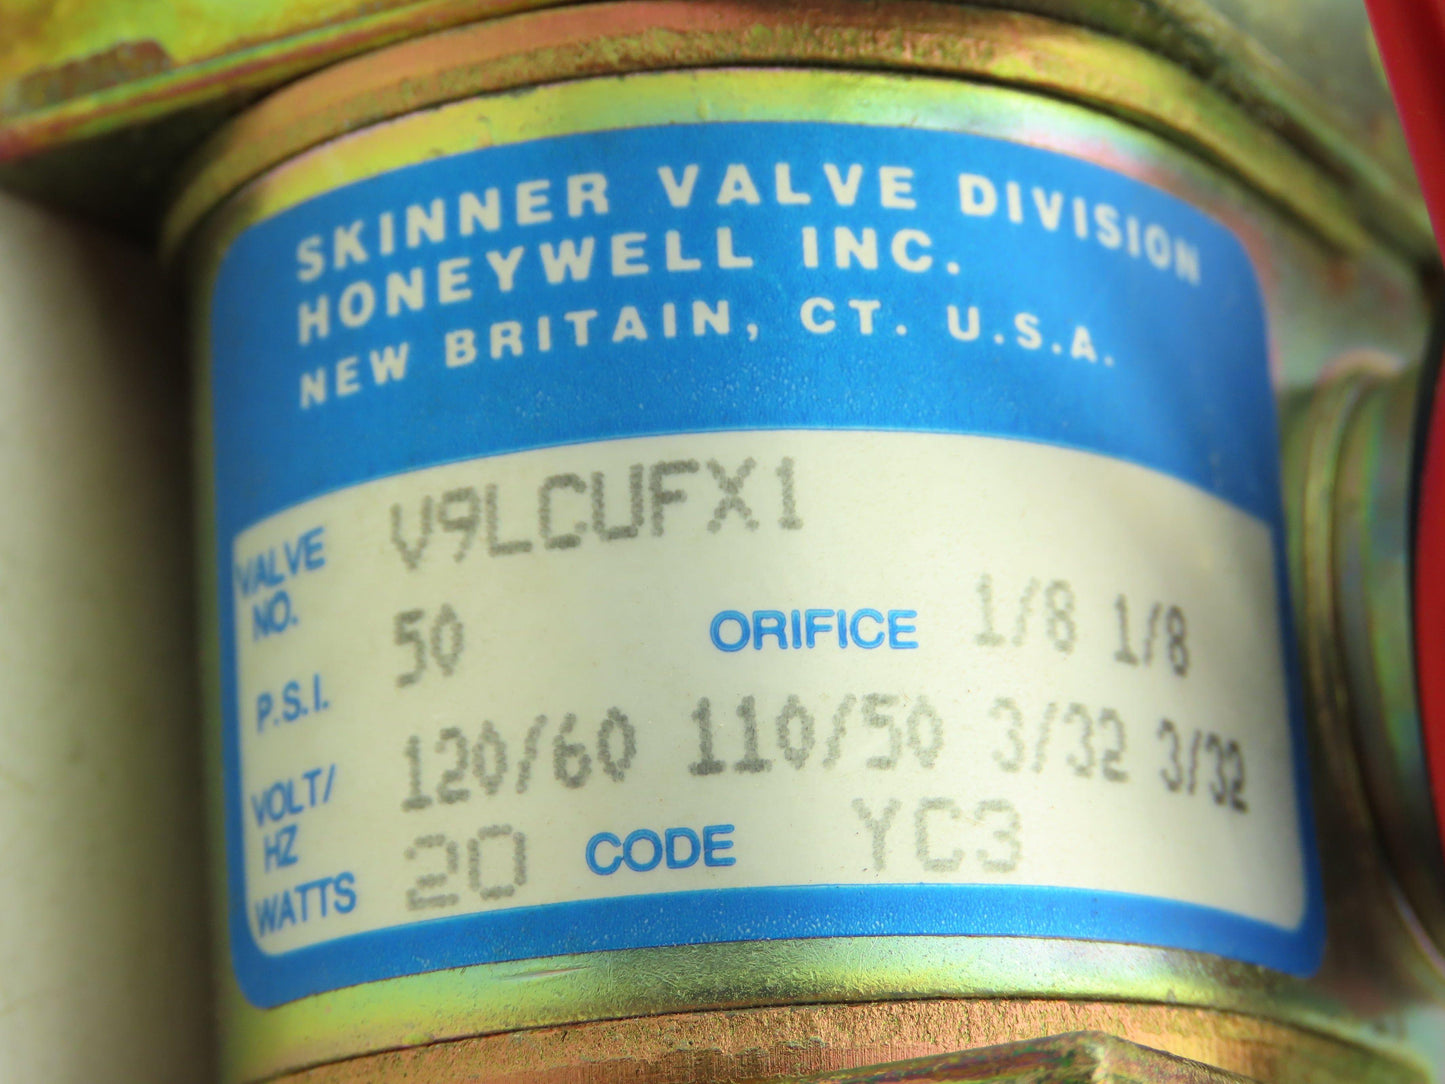 SKINNER VALVE DIVISION
HONEYWELL INC.
NEW BRITAIN, CT. U.S.A.
VALVE NO. V9LCUFX1
P.S.I. 50 ORIFICE 1/8 1/8
VOLT/HZ 120/60 110/50 3/32 3/32
WATTS 20 CODE YC3